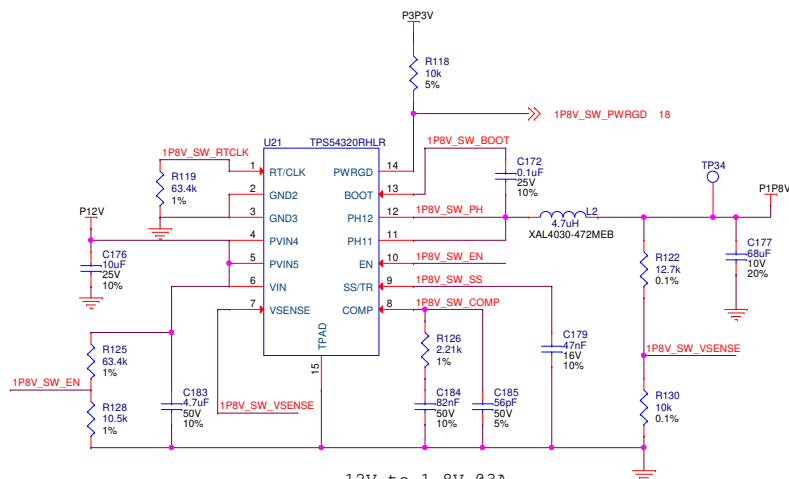 P3P3V
R118
10k
5%
1P8V_SW_PWRGD 18
U21 TPS54320RHLR
1P8V_SW_RTCLK
1P8V_SW_BOOT
R119
63.4k
1%
C172
0.1uF
25V
10%
TP34
P1P8V
1 RT/CLK PWRGD 14
2 GND2 BOOT 13
3 GND3 PH12 12 1P8V_SW_PH
4 PVIN4 PH11 11
5 PVIN5 EN 10 1P8V_SW_EN
6 VIN SS/TR 9 1P8V_SW_SS
7 VSENSE COMP 8 1P8V_SW_COMP
TPAD
15
L2
4.7uH
XAL4030-472MEB
P12V
C176
10uF
25V
10%
R122
12.7k
0.1%
C177
68uF
10V
20%
R125
63.4k
1%
R126
2.21k
1%
C179
47nF
16V
10%
1P8V_SW_VSENSE
1P8V_SW_EN
R128
10.5k
1%
C183
4.7uF
50V
10%
1P8V_SW_VSENSE
C184
82nF
50V
10%
C185
56pF
50V
5%
R130
10k
0.1%
12V to 1.8V 03A